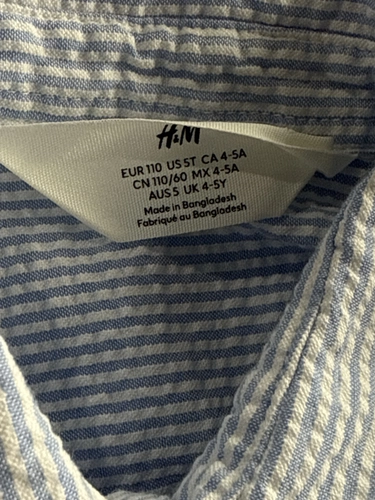 H&M
EUR 110 US 5T CA 4-5A
CN 110/60 MX 4-5A
AUS 5 UK 4-5Y
Made in Bangladesh
Fabriqué au Bangladesh